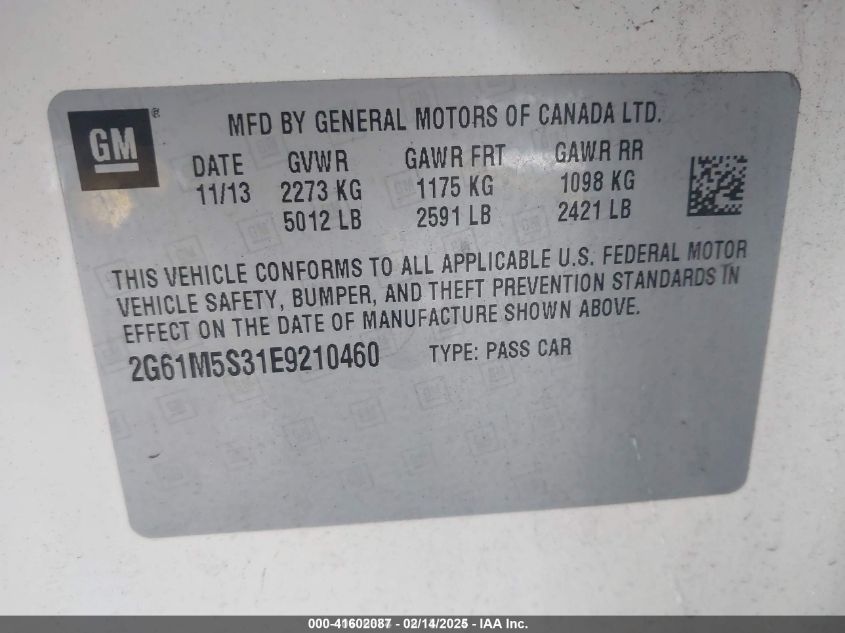 GM ®
MFD BY GENERAL MOTORS OF CANADA LTD.
DATE GVWR GAWR FRT GAWR RR
11/13 2273 KG 1175 KG 1098 KG
5012 LB 2591 LB 2421 LB
THIS VEHICLE CONFORMS TO ALL APPLICABLE U.S. FEDERAL MOTOR
VEHICLE SAFETY, BUMPER, AND THEFT PREVENTION STANDARDS IN
EFFECT ON THE DATE OF MANUFACTURE SHOWN ABOVE.
2G61M5S31E9210460 TYPE: PASS CAR
000-41602087 - 02/14/2025 - IAA Inc.